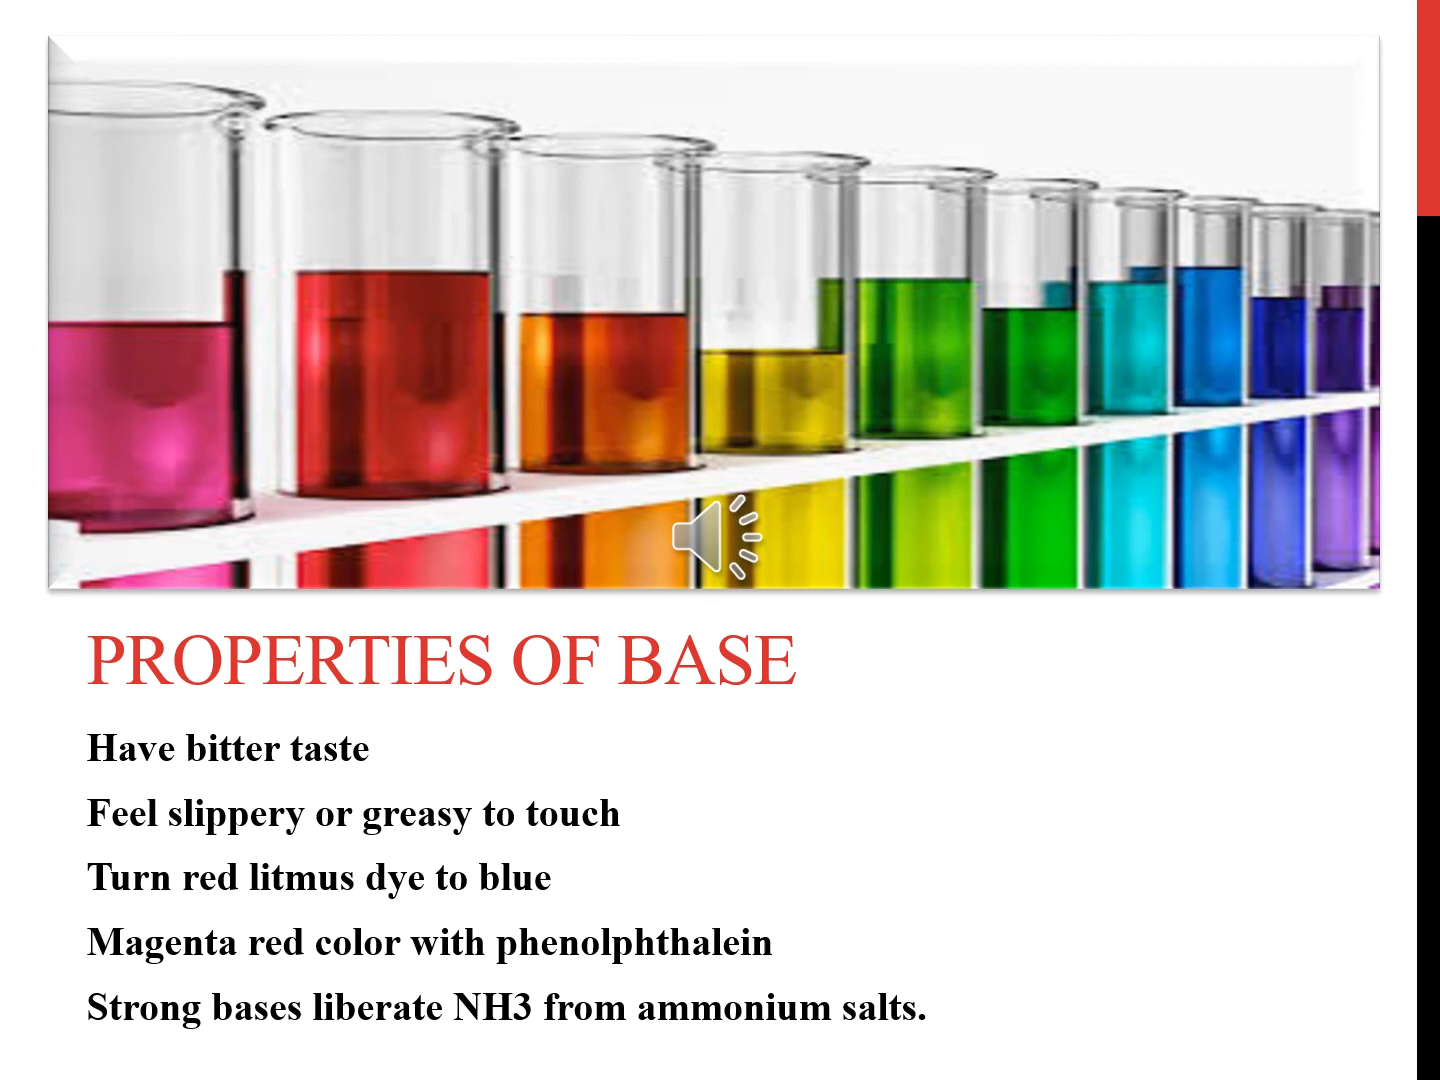 PROPERTIES OF BASE
Have bitter taste
Feel slippery or greasy to touch
Turn red litmus dye to blue
Magenta red color with phenolphthalein
Strong bases liberate NH3 from ammonium salts.